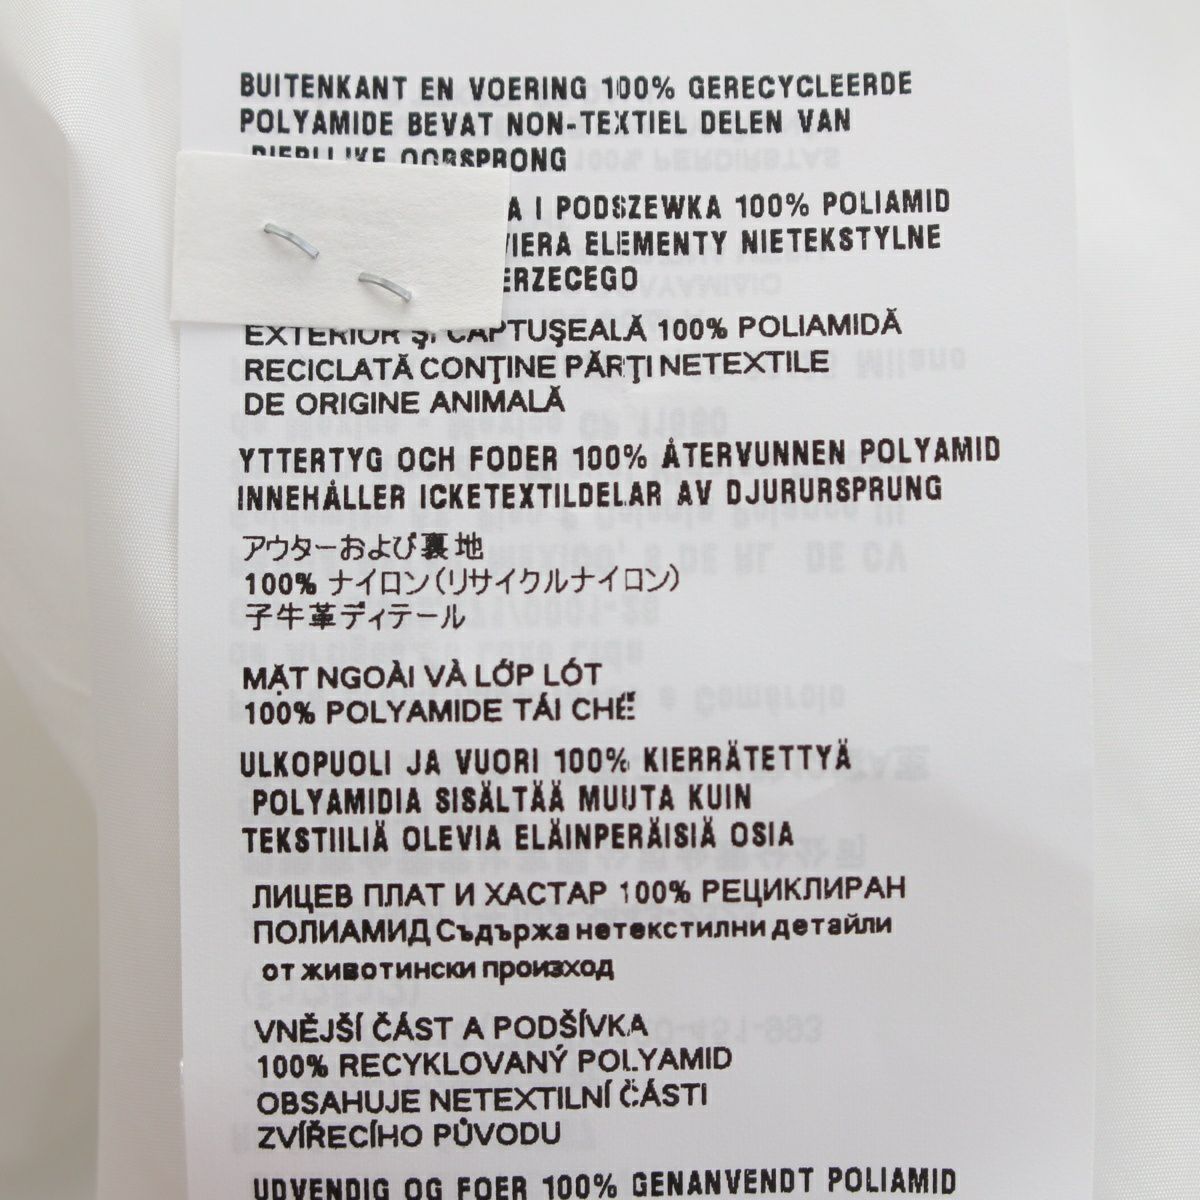 BUITENKANT EN VOERING 100% GERECYCLEERDE
POLYAMIDE BEVAT NON-TEXTIEL DELEN VAN
DIERLIJKE OORSPRONG
A I PODSZEWKA 100% POLIAMID
IERA ELEMENTY NIETEKSTYLNE
ERZECEGO
EXTERIOR ŞI CAPTUŞEALĂ 100% POLIAMIDĂ
RECICLATĂ CONŢINE PĂRŢI NETEXTILE
DE ORIGINE ANIMALĂ
YTTERTYG OCH FODER 100% ÅTERVUNNEN POLYAMID
INNEHÅLLER ICKETEXTILDELAR AV DJURURSPRUNG
アウターおよび裏地
100% ナイロン(リサイクルナイロン)
子牛革ディテール
MẶT NGOÀI VÀ LỚP LÓT
100% POLYAMIDE TÁI CHẾ
ULKOPUOLI JA VUORI 100% KIERRÄTETTYÄ
POLYAMIDIA SISÄLTÄÄ MUUTA KUIN
TEKSTIILIÄ OLEVIA ELÄINPERÄISIÄ OSIA
ЛИЦЕВ ПЛАТ И ХАСТАР 100% РЕЦИКЛИРАН
ПОЛИАМИД Съдържа нетекстилни детайли
от животински произход
VNĚJŠÍ ČÁST A PODŠÍVKA
100% RECYKLOVANÝ POLYAMID
OBSAHUJE NETEXTILNÍ ČÁSTI
ZVÍŘECÍHO PŮVODU
UDVENDIG OG FOER 100% GENANVENDT POLIAMID